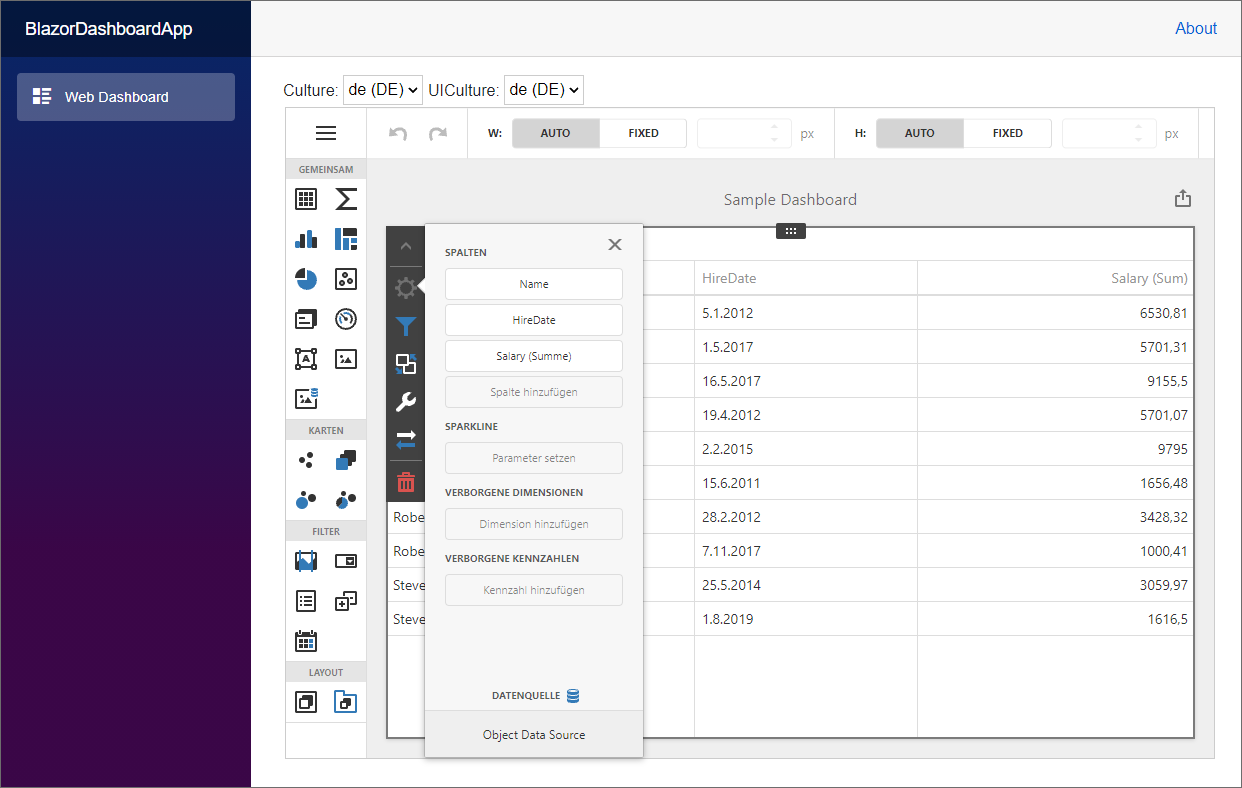 BlazorDashboardApp
About
Web Dashboard
Culture: de (DE) UICulture: de (DE)
W: AUTO FIXED px H: AUTO FIXED px
GEMEINSAM
Sample Dashboard
SPALTEN
Name
HireDate
Salary (Summe)
Spalte hinzufügen
SPARKLINE
Parameter setzen
VERBORGENE DIMENSIONEN
Dimension hinzufügen
VERBORGENE KENNZAHLEN
Kennzahl hinzufügen
DATENQUELLE
Object Data Source
HireDate Salary (Sum)
5.1.2012 6530,81
1.5.2017 5701,31
16.5.2017 9155,5
19.4.2012 5701,07
2.2.2015 9795
15.6.2011 1656,48
Robe 28.2.2012 3428,32
Robe 7.11.2017 1000,41
Steve 25.5.2014 3059,97
Steve 1.8.2019 1616,5
A
KARTEN
FILTER
LAYOUT